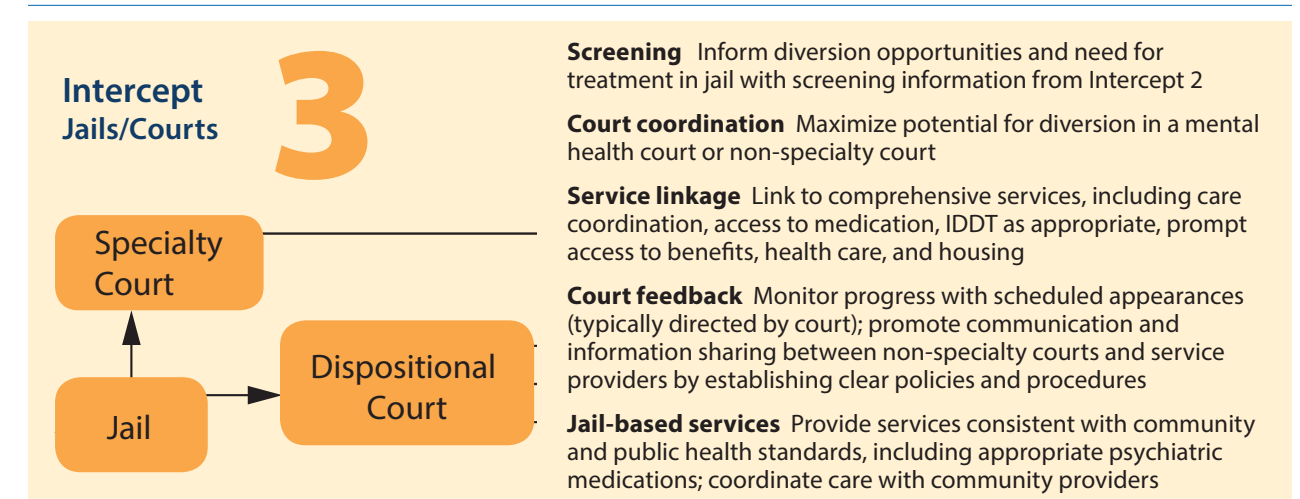 Intercept
Jails/Courts
3
Specialty
Court
Jail
Dispositional
Court
Screening Inform diversion opportunities and need for
treatment in jail with screening information from Intercept 2
Court coordination Maximize potential for diversion in a mental
health court or non-specialty court
Service linkage Link to comprehensive services, including care
coordination, access to medication, IDDT as appropriate, prompt
access to benefits, health care, and housing
Court feedback Monitor progress with scheduled appearances
(typically directed by court); promote communication and
information sharing between non-specialty courts and service
providers by establishing clear policies and procedures
Jail-based services Provide services consistent with community
and public health standards, including appropriate psychiatric
medications; coordinate care with community providers